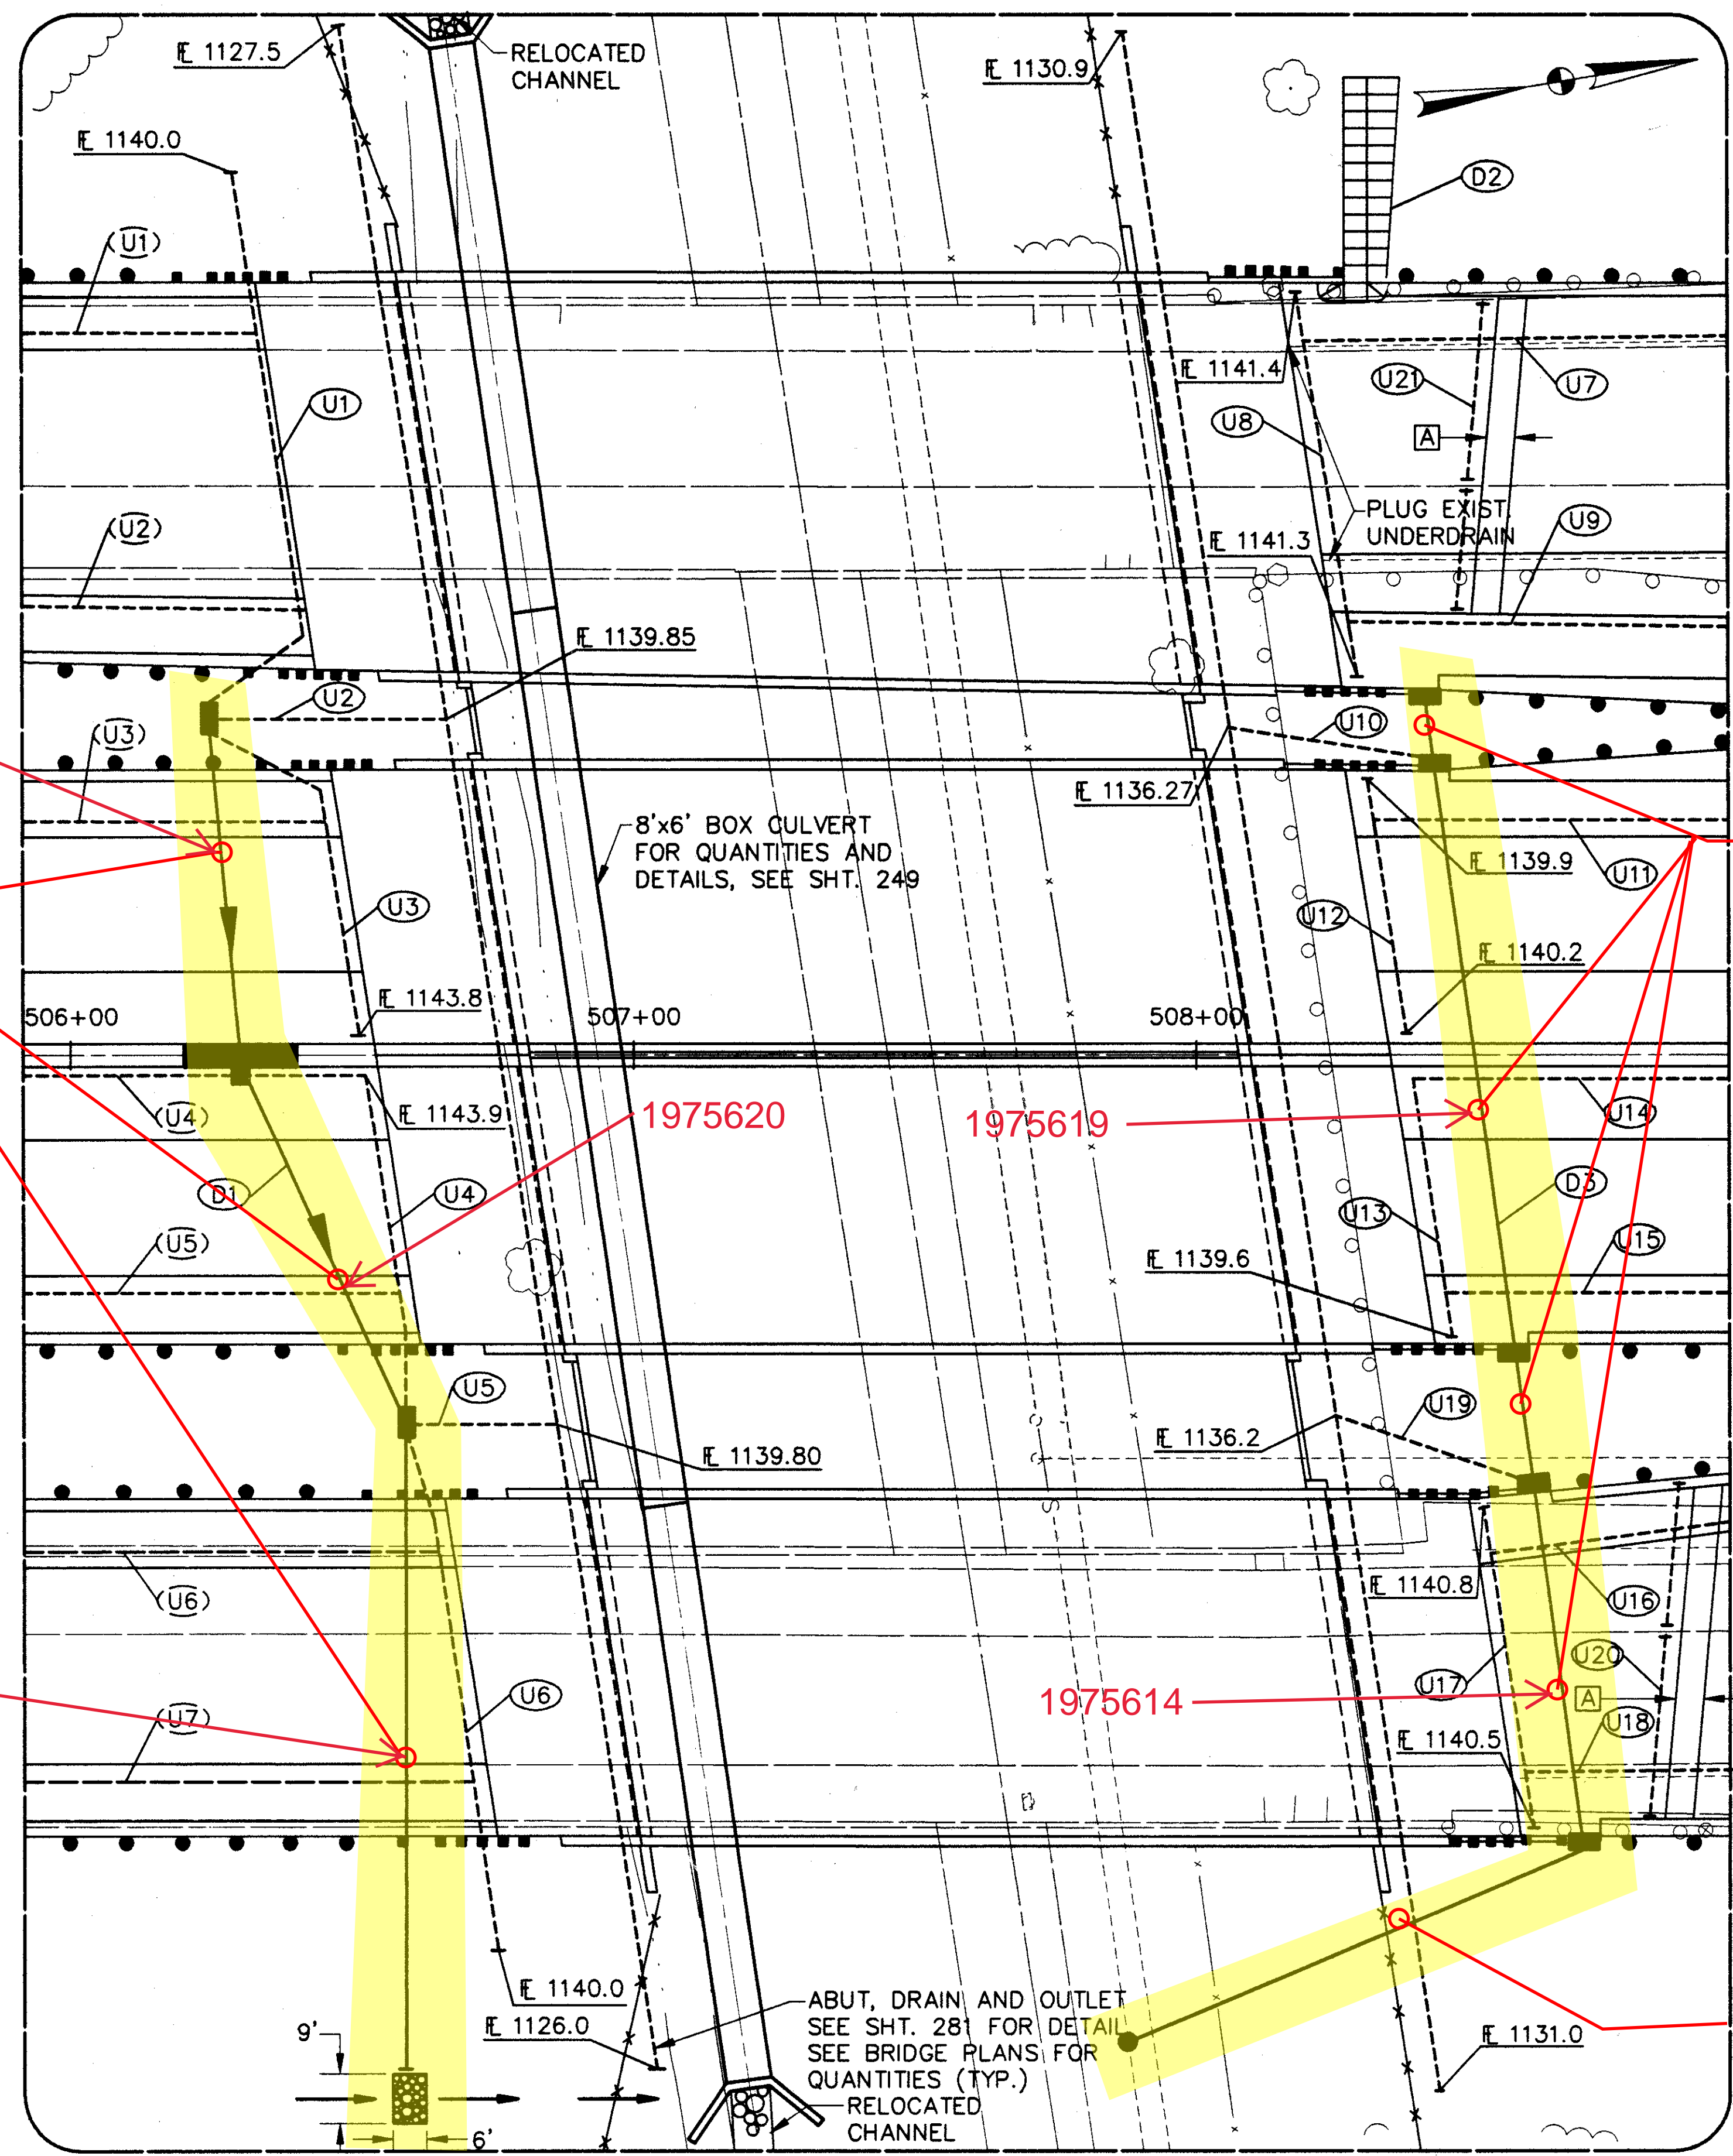 ℄ 1127.5
RELOCATED
CHANNEL
℄ 1130.9
℄ 1140.0
D2
(U1)
℄ 1141.4
U21
U7
U1
U8
A
(U2)
PLUG EXIST.
UNDERDRAIN
U9
℄ 1141.3
℄ 1139.85
U2
(U3)
U10
℄ 1136.27
8'x6' BOX CULVERT
FOR QUANTITIES AND
DETAILS, SEE SHT. 249
℄ 1139.9
U11
U3
U12
℄ 1140.2
℄ 1143.8
506+00
507+00
508+00
(U4)
℄ 1143.9
1975620
1975619
U14
D1
U4
D3
U13
(U5)
U15
℄ 1139.6
U5
U19
℄ 1139.80
℄ 1136.2
℄ 1140.8
(U6)
U16
U20
U6
1975614
U17
A
(U7)
U18
℄ 1140.5
℄ 1140.0
ABUT, DRAIN AND OUTLET
SEE SHT. 281 FOR DETAIL
SEE BRIDGE PLANS FOR
QUANTITIES (TYP.)
9'
℄ 1126.0
℄ 1131.0
RELOCATED
CHANNEL
6'